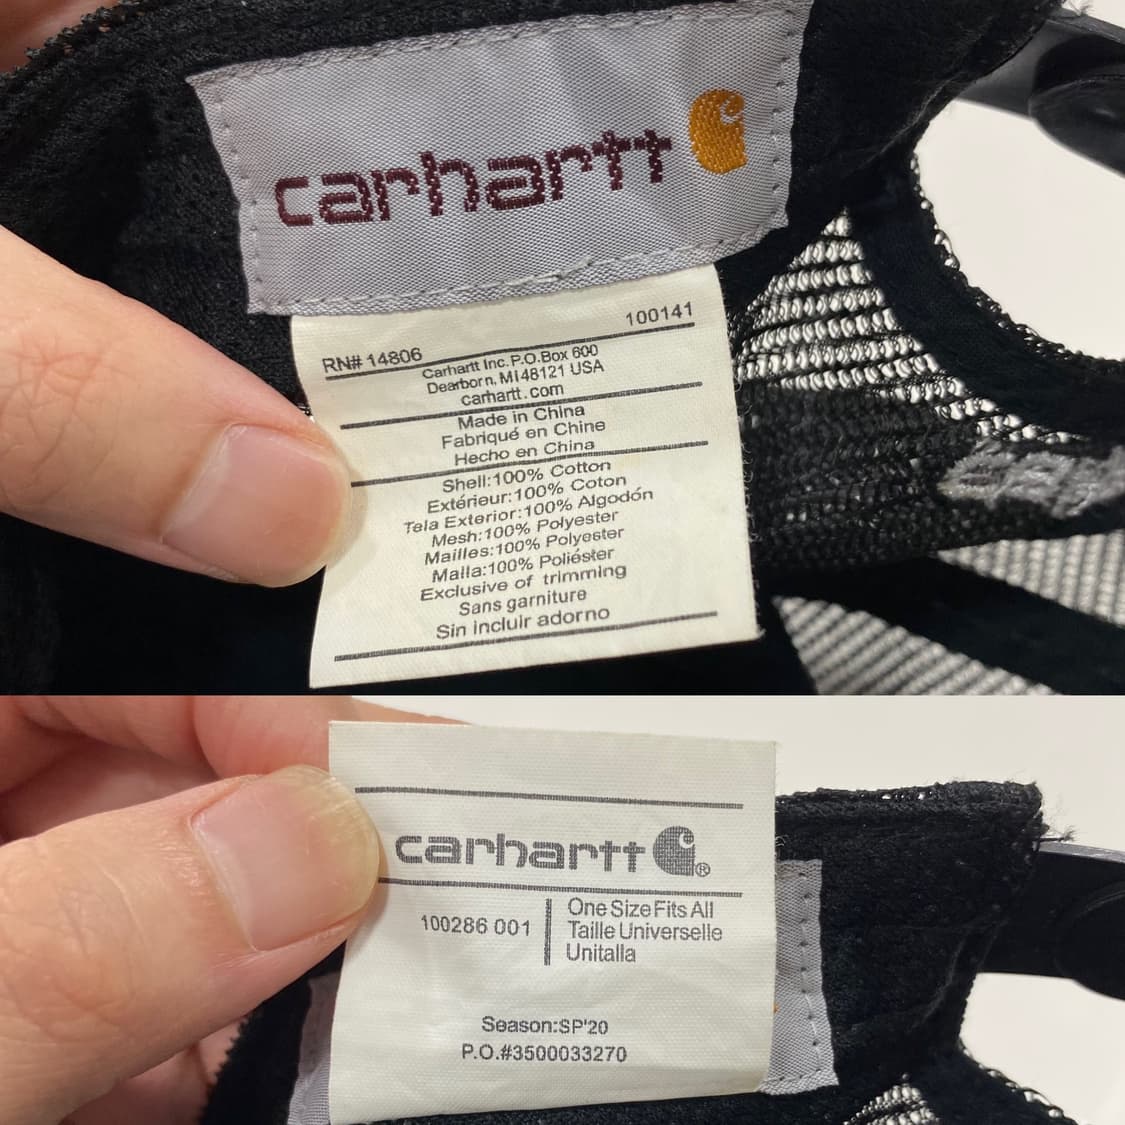 carhartt
RN# 14806
100141
Carhartt Inc. P.O.Box 600
Dearborn, MI 48121 USA
carhartt.com
Made in China
Fabriqué en Chine
Hecho en China
Shell:100% Cotton
Extérieur:100% Coton
Tela Exterior:100% Algodón
Mesh:100% Polyester
Mailles:100% Polyester
Malla:100% Poliéster
Exclusive of trimming
Sans garniture
Sin incluir adorno
carhartt ®
100286 001
One Size Fits All
Taille Universelle
Unitalla
Season:SP'20
P.O.#3500033270